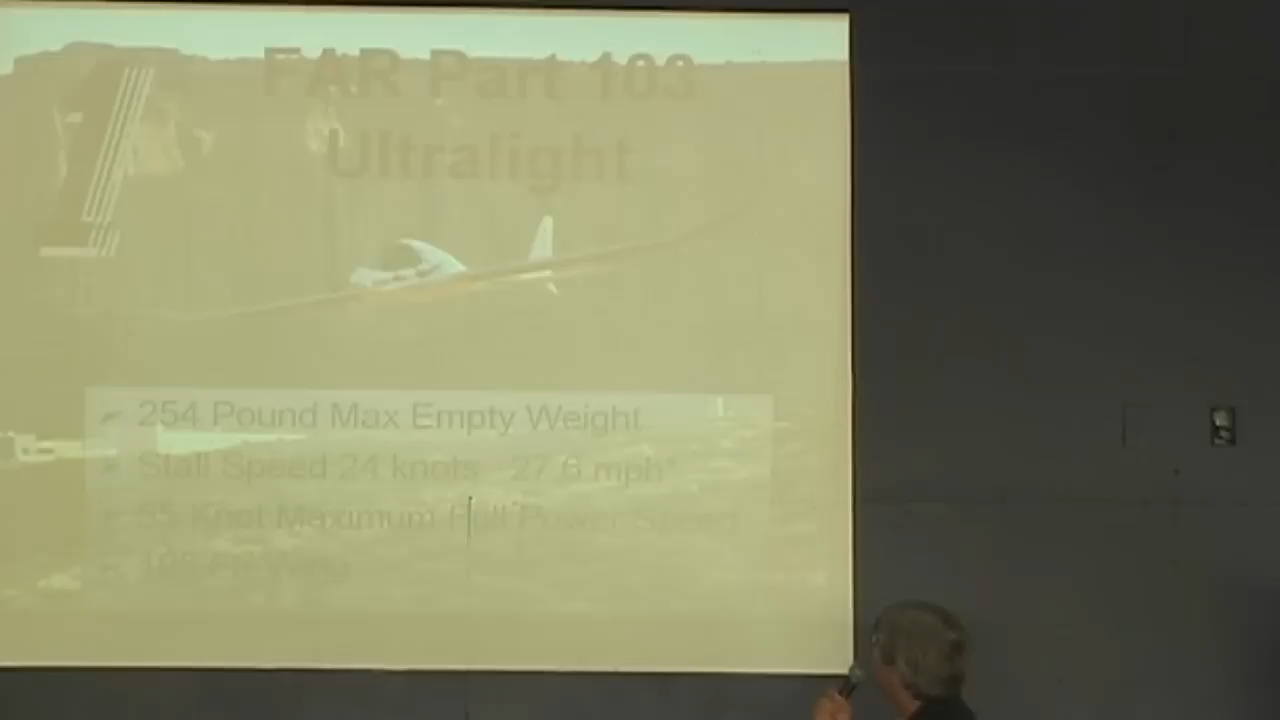 FAR Part 103
Ultralight
254 Pound Max Empty Weight
Stall Speed 24 knots 27.6 mph*
55 Knot Maximum Full Power Speed